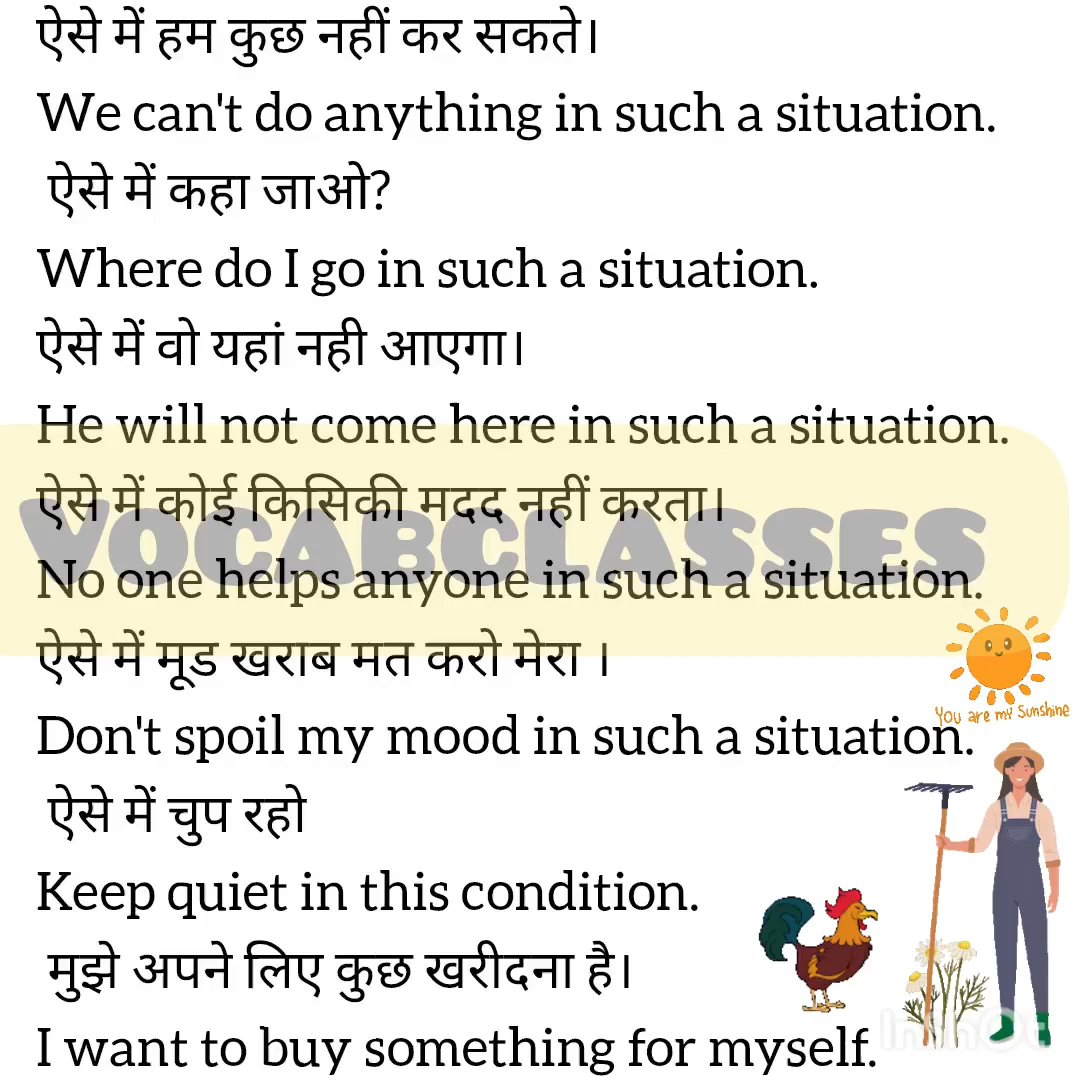 ऐसे में हम कुछ नहीं कर सकते।
We can't do anything in such a situation.
ऐसे में कहा जाओ?
Where do I go in such a situation.
ऐसे में वो यहां नही आएगा।
He will not come here in such a situation.
ऐसे में कोई किसिकी मदद नहीं करता।
VOCABCLASSES
No one helps anyone in such a situation.
ऐसे में मूड खराब मत करो मेरा ।
You are my Sunshine
Don't spoil my mood in such a situation.
ऐसे में चुप रहो
Keep quiet in this condition.
मुझे अपने लिए कुछ खरीदना है।
InShOt
I want to buy something for myself.